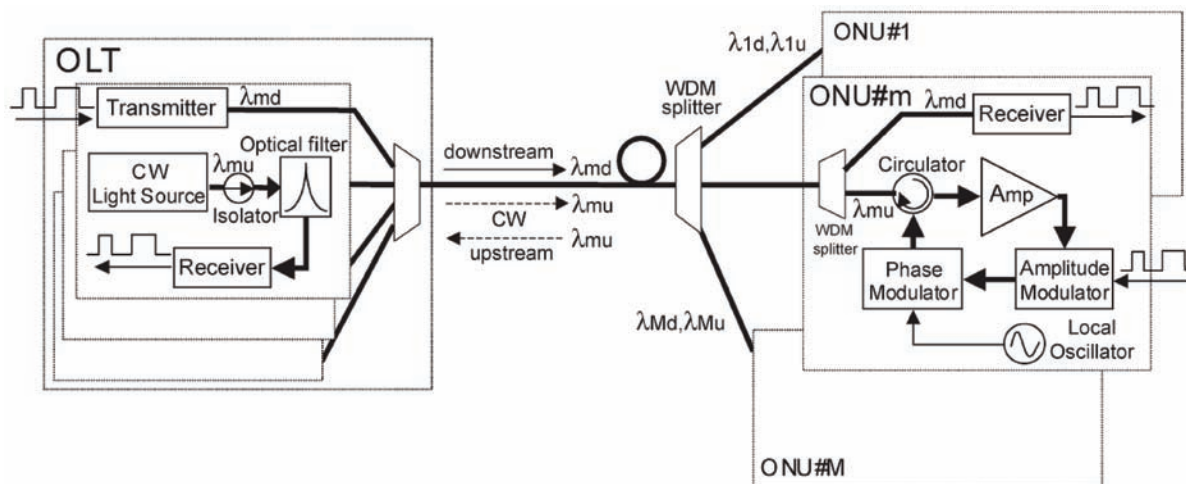 OLT
Transmitter
λmd
CW
Light Source
λmu
Isolator
Optical filter
Receiver
downstream
λmd
λmu
CW
λmu
upstream
WDM
splitter
λ1d,λ1u
λMd,λMu
ONU#1
ONU#m
λmd
Receiver
Circulator
λmu
WDM
splitter
Amp
Phase
Modulator
Amplitude
Modulator
Local
Oscillator
ONU#M